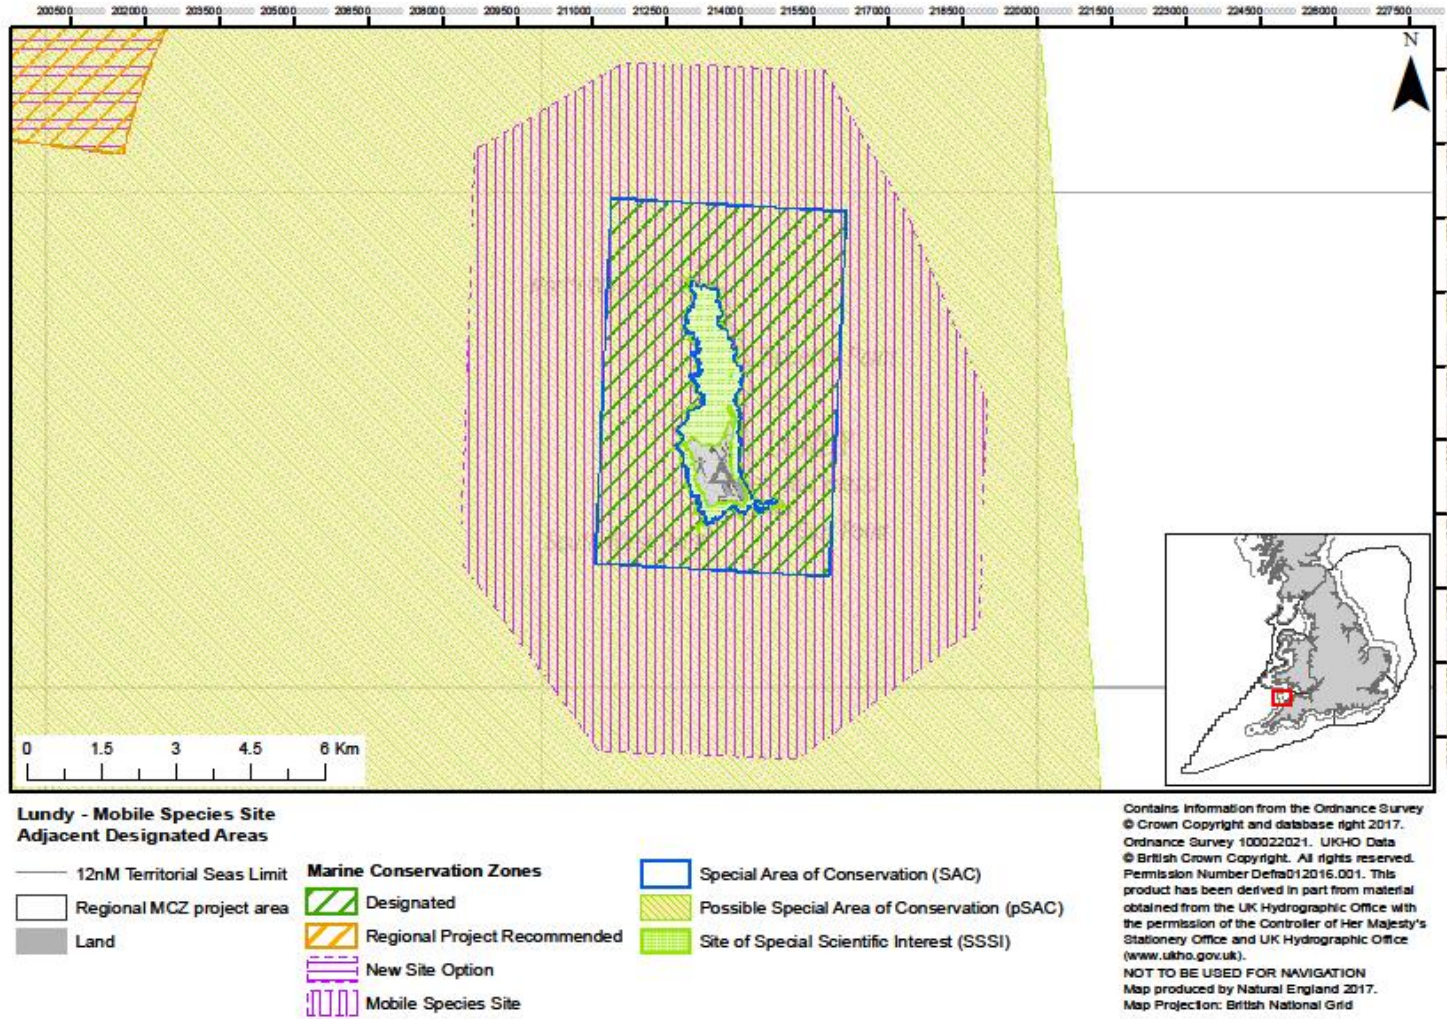 200500 202000 203500 205000 206500 208000 209500 211000 212500 214000 215500 217000 218500 220000 221500 223000 224500 226000 227500
N
0 1.5 3 4.5 6 Km
Lundy - Mobile Species Site
Adjacent Designated Areas
12nM Territorial Seas Limit
Regional MCZ project area
Land
Marine Conservation Zones
Designated
Regional Project Recommended
New Site Option
Mobile Species Site
Special Area of Conservation (SAC)
Possible Special Area of Conservation (pSAC)
Site of Special Scientific Interest (SSSI)
Contains Information from the Ordnance Survey
© Crown Copyright and database right 2017.
Ordnance Survey 100022021. UKHO Data
© British Crown Copyright. All rights reserved.
Permission Number Defra012016.001. This
product has been derived in part from material
obtained from the UK Hydrographic Office with
the permission of the Controller of Her Majesty's
Stationery Office and UK Hydrographic Office
(www.ukho.gov.uk).
NOT TO BE USED FOR NAVIGATION
Map produced by Natural England 2017.
Map Projection: British National Grid